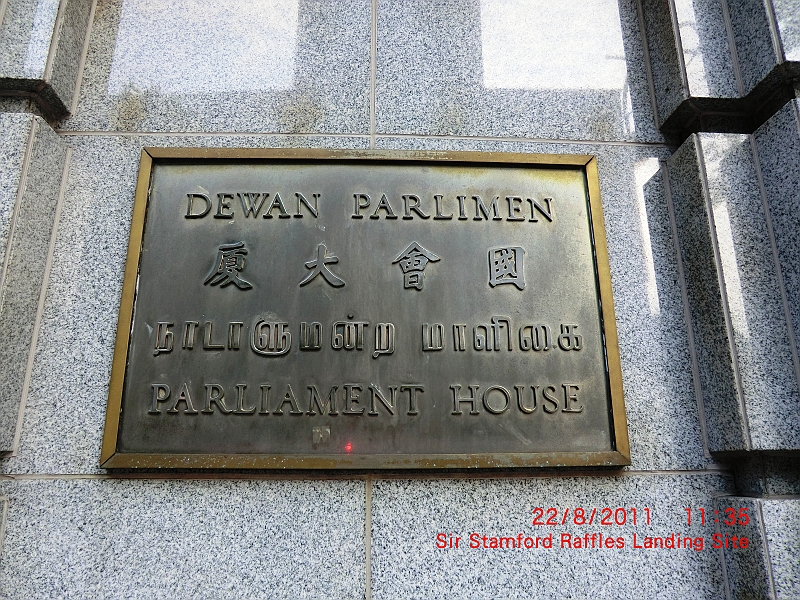 DEWAN PARLIMEN
厦大會國
நாடாளுமன்ற மாளிகை
PARLIAMENT HOUSE
22/8/2011 11:35
Sir Stamford Raffles Landing Site